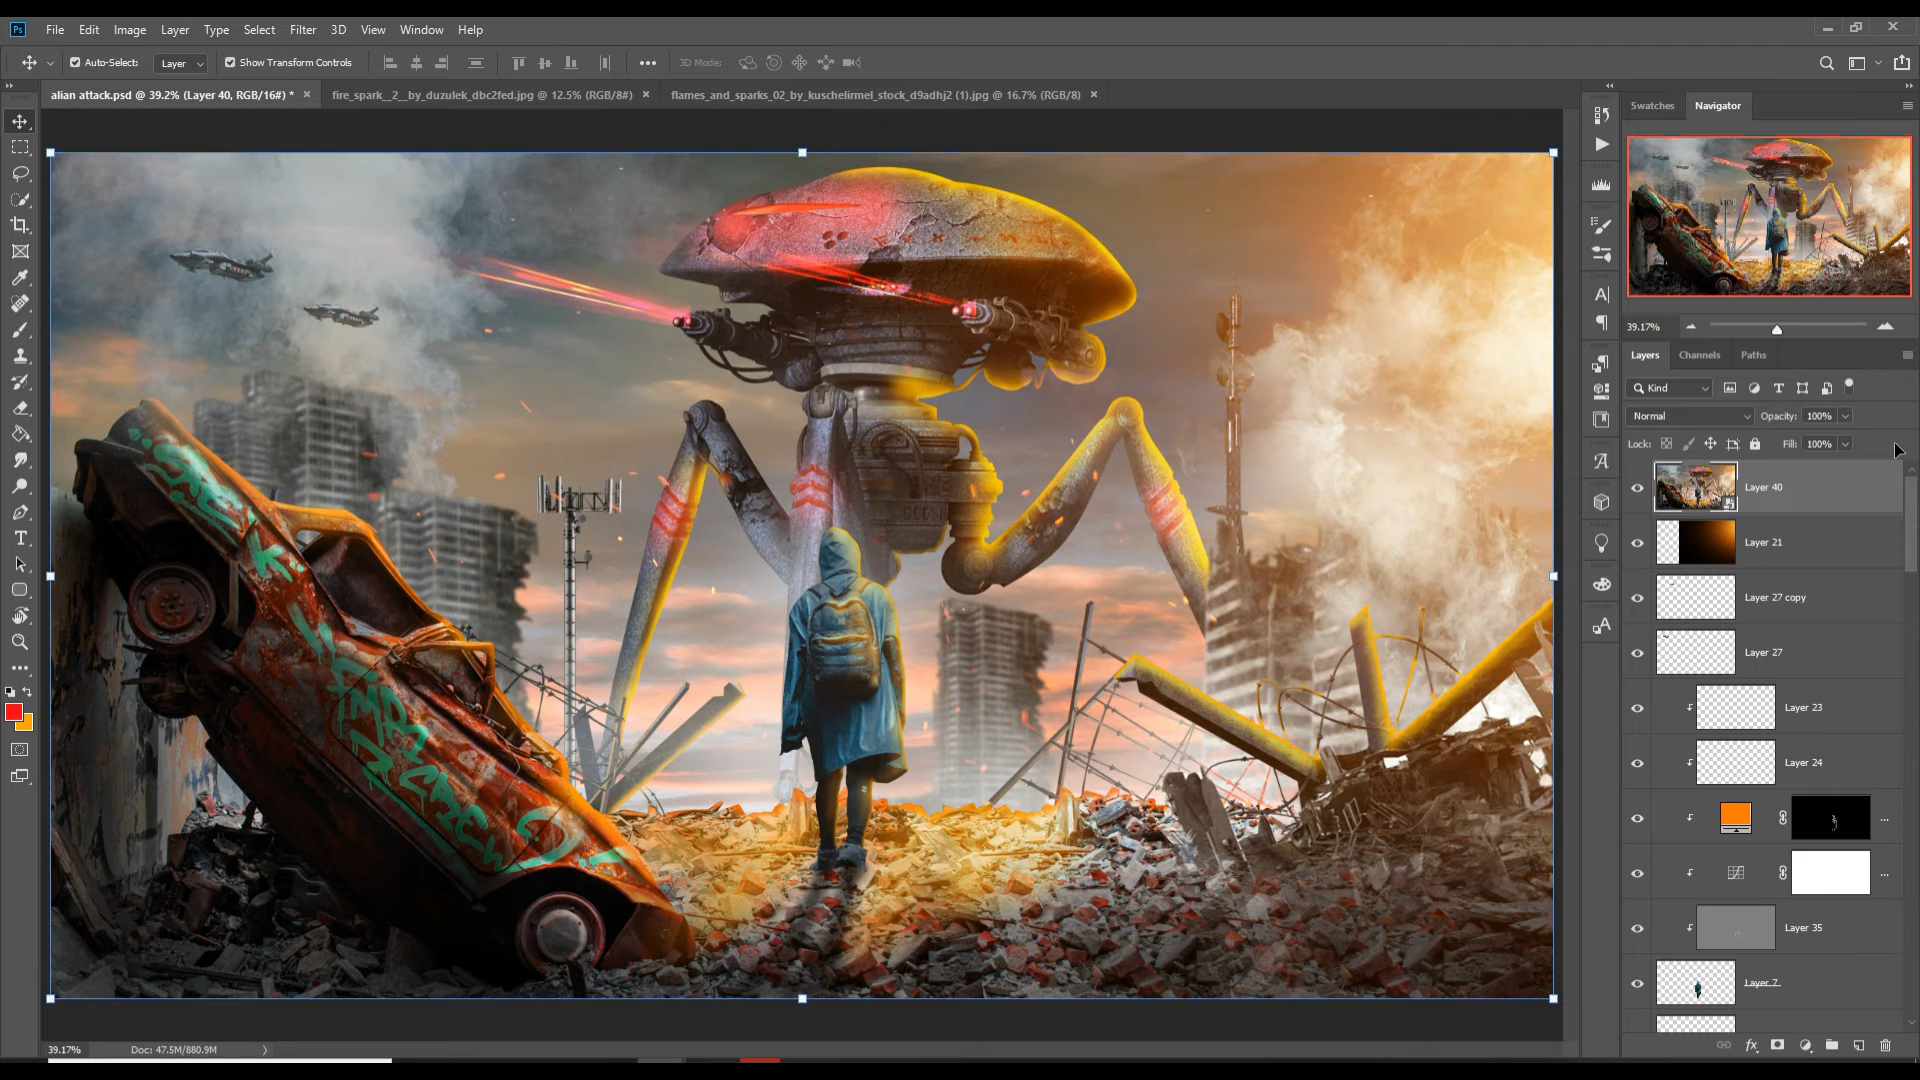 Ps File Edit Image Layer Type Select Filter 3D View Window Help
Auto-Select: Layer Show Transform Controls 3D Mode:
alian attack.psd @ 39.2% (Layer 40, RGB/16#) * fire_spark__2__by_duzulek_dbc2fed.jpg @ 12.5% (RGB/8#) flames_and_sparks_02_by_kuschelirmel_stock_d9adhj2 (1).jpg @ 16.7% (RGB/8)
Swatches Navigator
39.17%
Layers Channels Paths
Kind
Normal Opacity: 100%
Lock: Fill: 100%
Layer 40
Layer 21
Layer 27 copy
Layer 27
Layer 23
Layer 24
Layer 35
Layer 7
39.17% Doc: 47.5M/880.9M